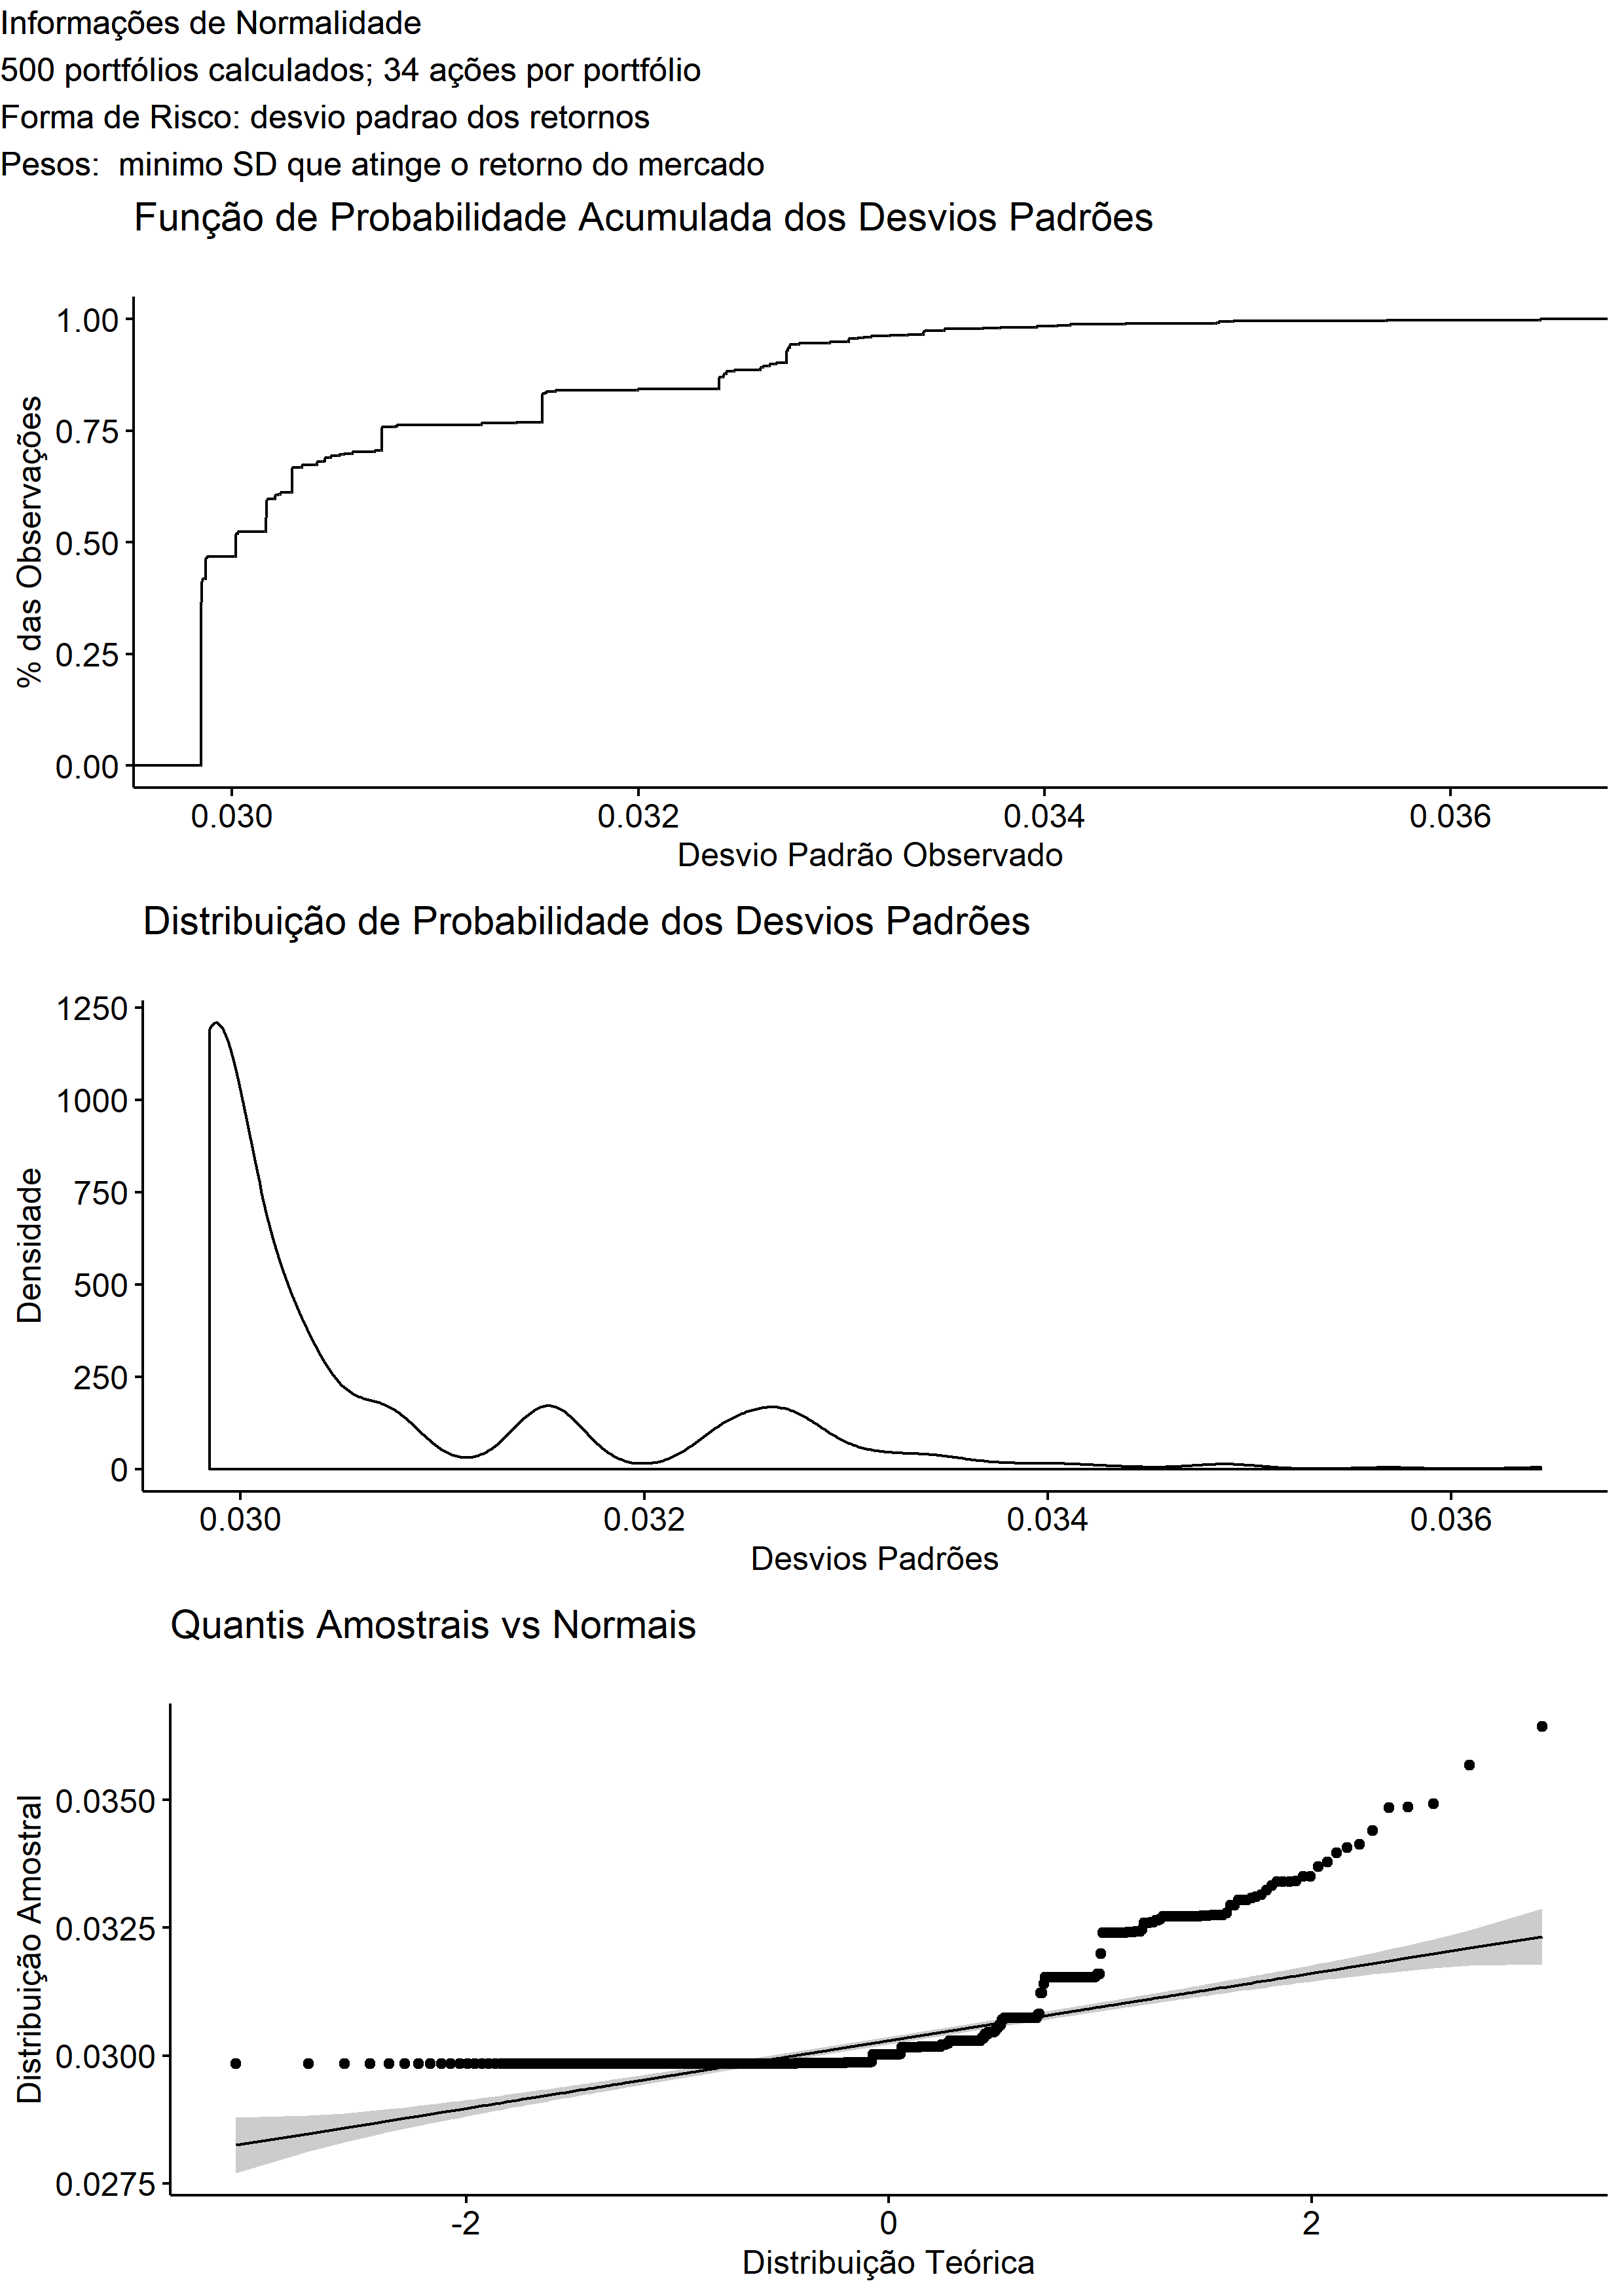 Informações de Normalidade
500 portfólios calculados; 34 ações por portfólio
Forma de Risco: desvio padrao dos retornos
Pesos:  minimo SD que atinge o retorno do mercado
Função de Probabilidade Acumulada dos Desvios Padrões
% das Observações
1.00
0.75
0.50
0.25
0.00
0.030 0.032 0.034 0.036
Desvio Padrão Observado
Distribuição de Probabilidade dos Desvios Padrões
Densidade
1250
1000
750
500
250
0
0.030 0.032 0.034 0.036
Desvios Padrões
Quantis Amostrais vs Normais
Distribuição Amostral
0.0350
0.0325
0.0300
0.0275
-2 0 2
Distribuição Teórica